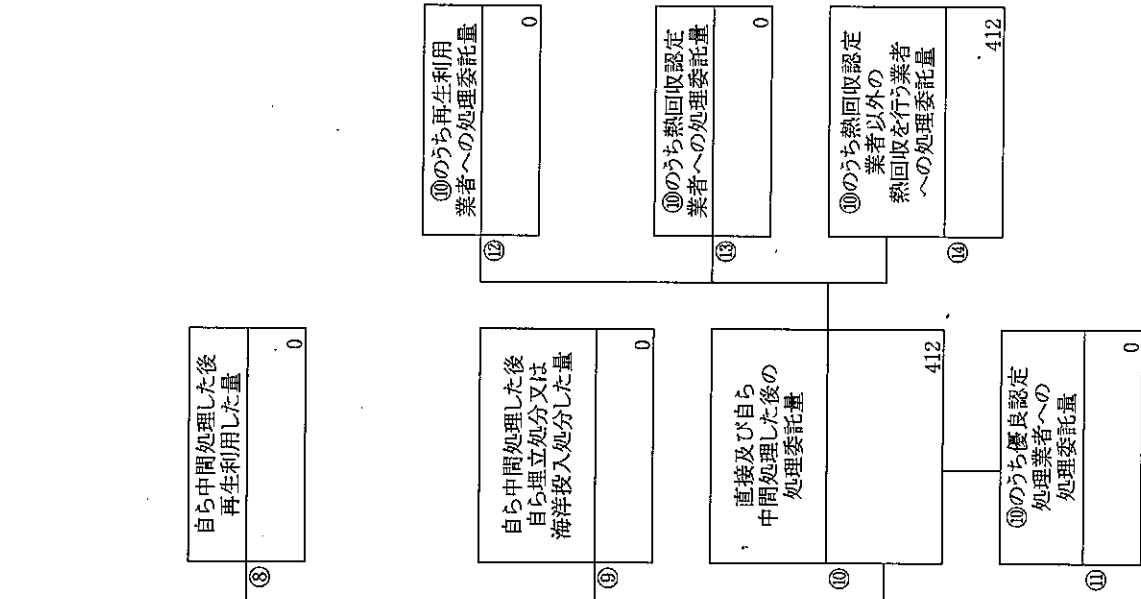 ⑧
自ら中間処理した後
再生利用した量
0
⑨
自ら中間処理した後
自ら埋立処分又は
海洋投入処分した量
0
⑩
直接及び自ら
中間処理した後の
処理委託量
412
⑪
⑩のうち優良認定
処理業者への
処理委託量
0
⑫
⑩のうち再生利用
業者への処理委託量
0
⑬
⑩のうち熱回収認定
業者への処理委託量
0
⑭
⑩のうち熱回収認定
業者以外の
熱回収を行う業者
への処理委託量
412